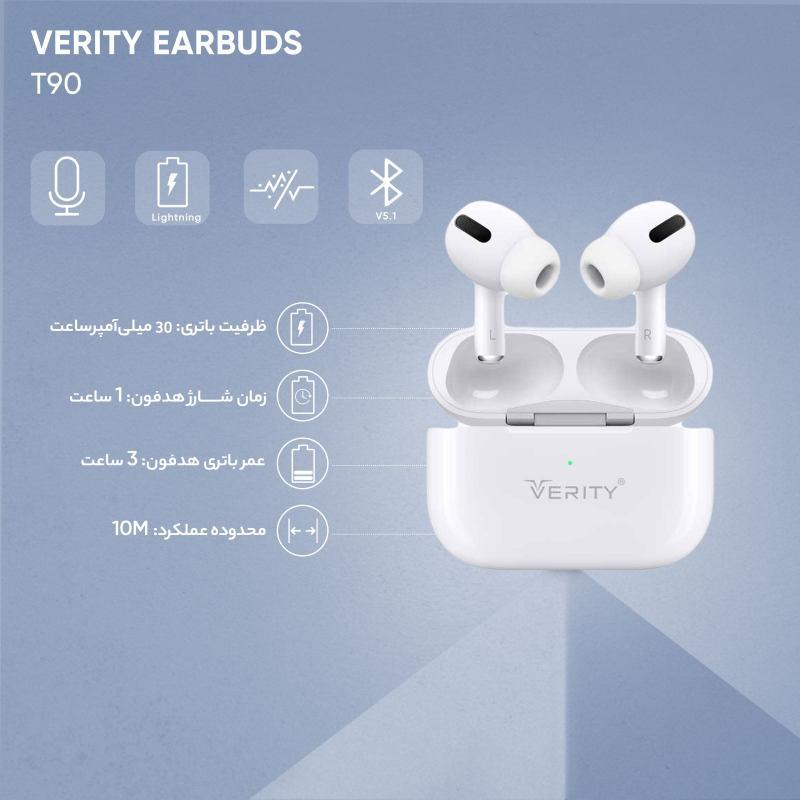 VERITY EARBUDS
T90
Lightning
V5.1
ظرفیت باتری: 30 میلی‌آمپرساعت
زمان شــارژ هدفون: 1 ساعت
عمر باتری هدفون: 3 ساعت
محدوده عملکرد: 10M
L
R
VERITY®